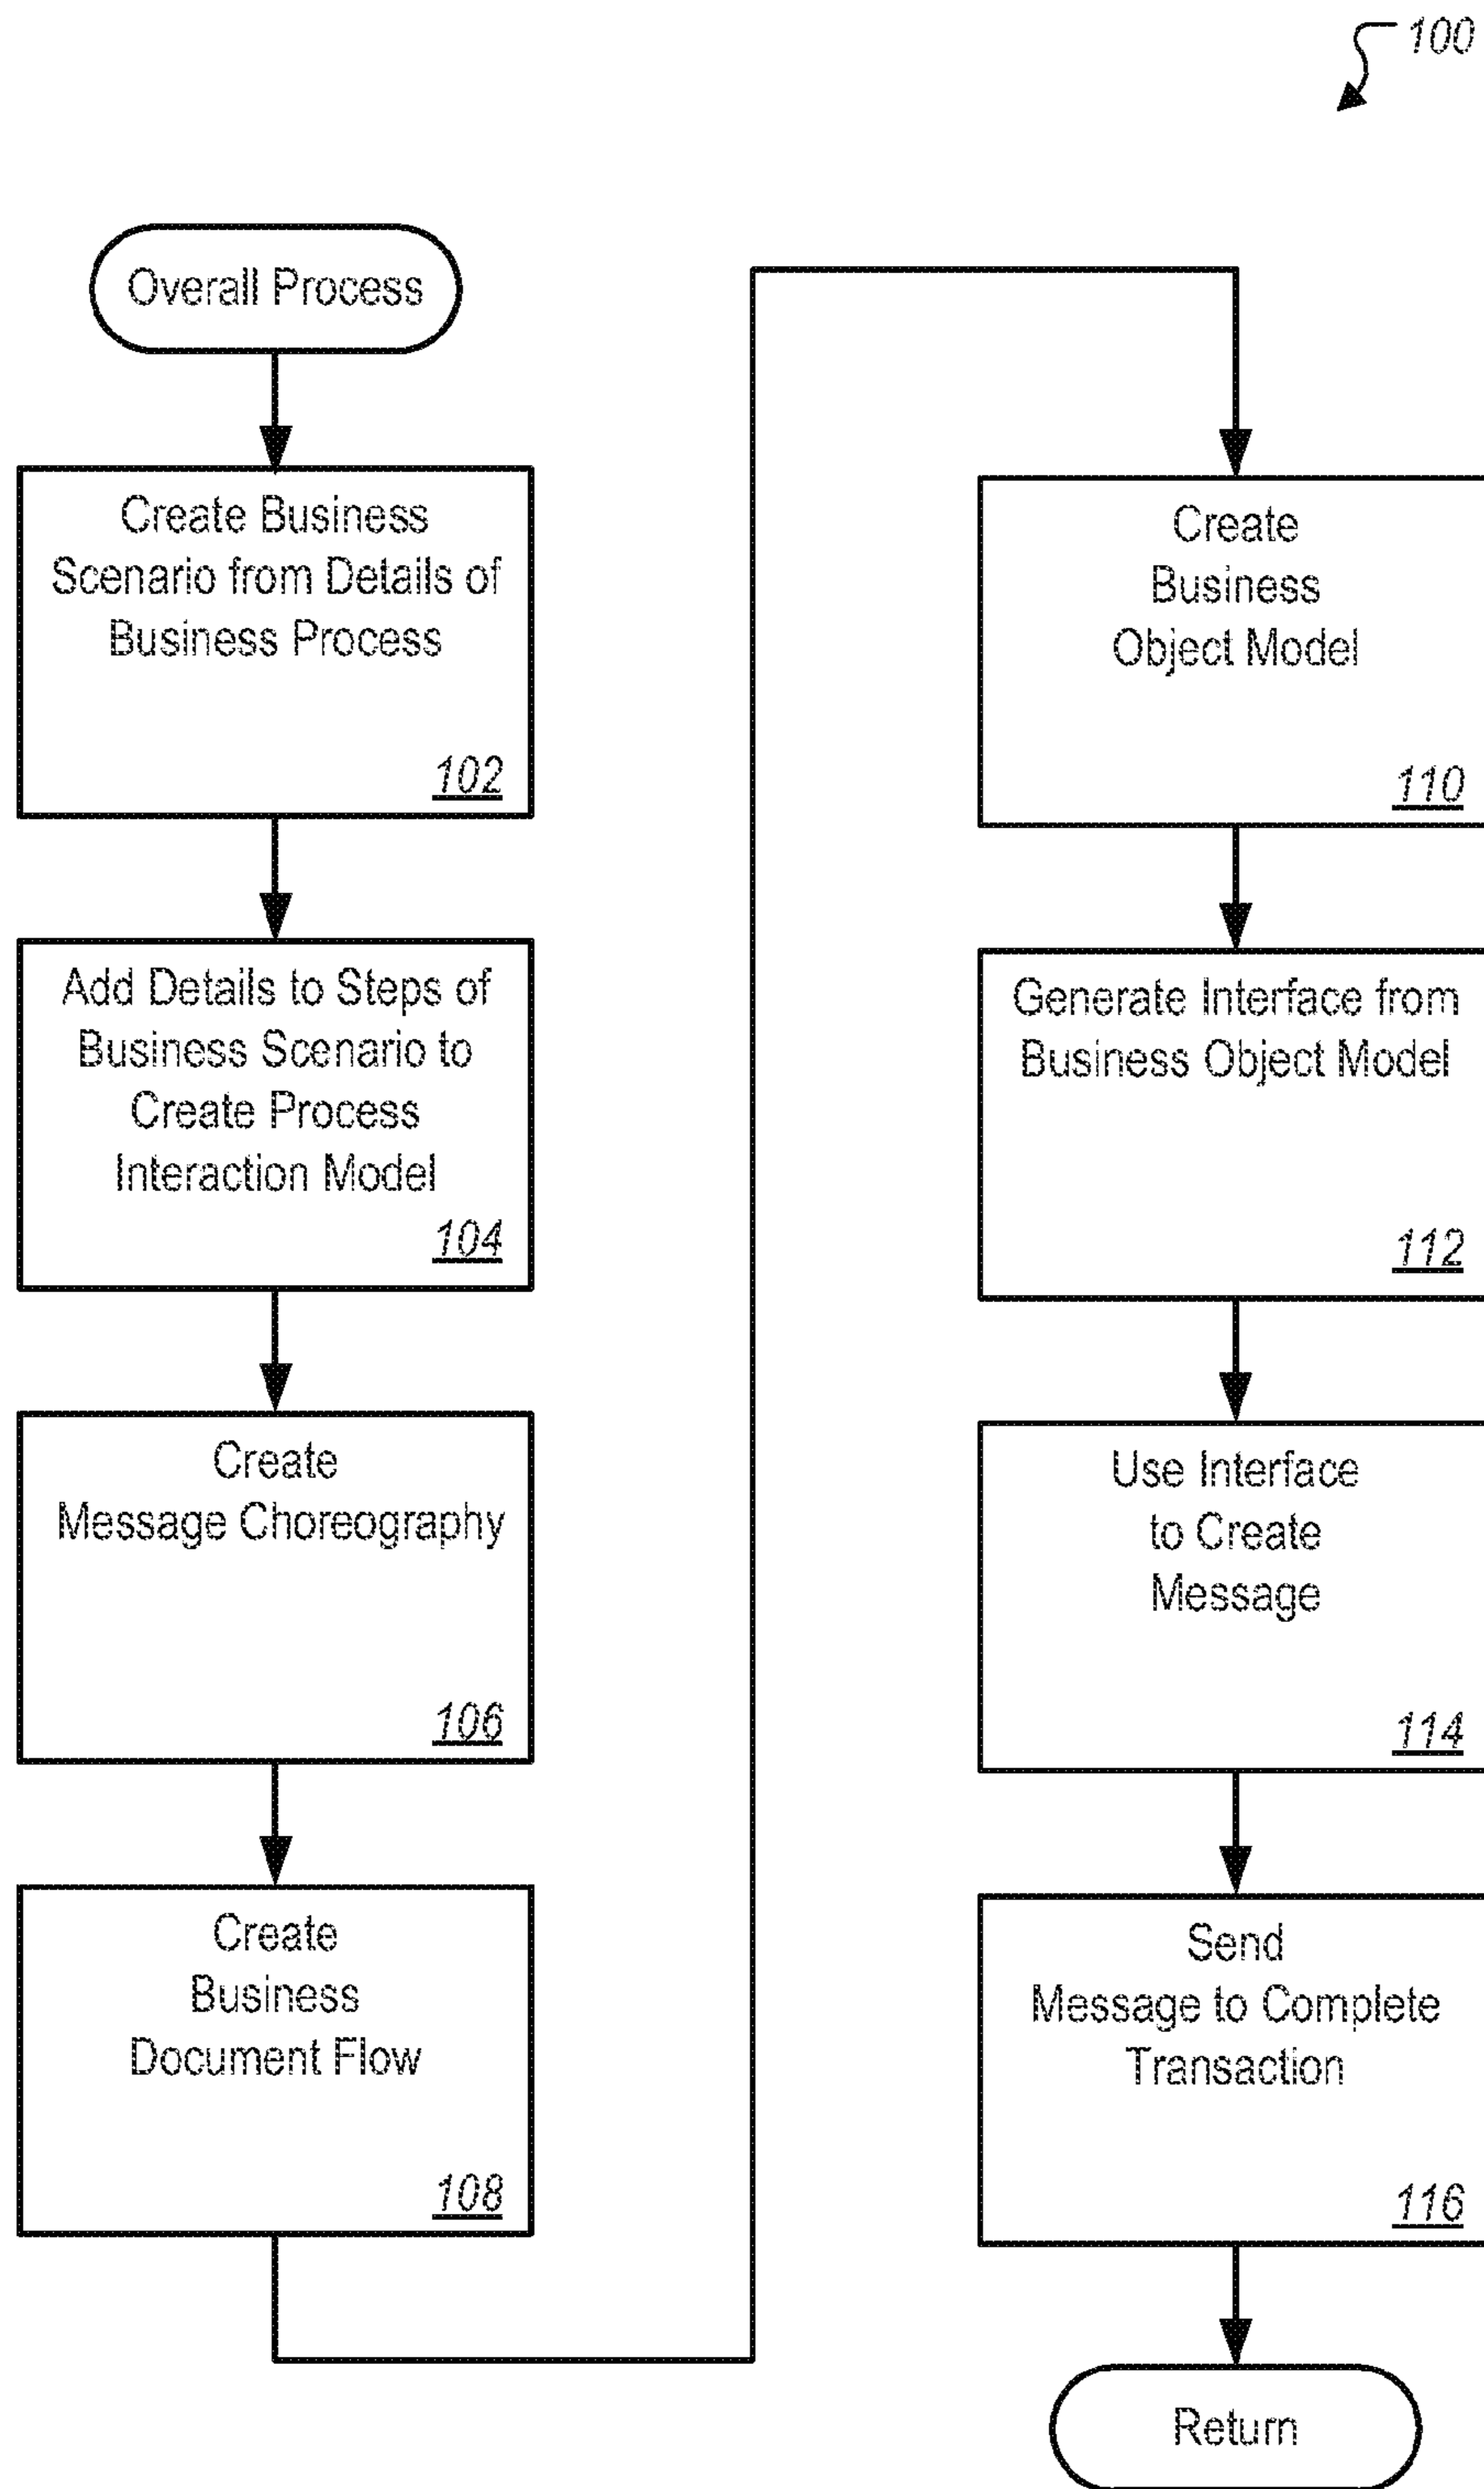 100
Overall Process
Create Business
Scenario from Details of
Business Process
102
Add Details to Steps of
Business Scenario to
Create Process
Interaction Model
104
Create
Message Choreography
106
Create
Business
Document Flow
108
Create
Business
Object Model
110
Generate Interface from
Business Object Model
112
Use Interface
to Create
Message
114
Send
Message to Complete
Transaction
116
Return